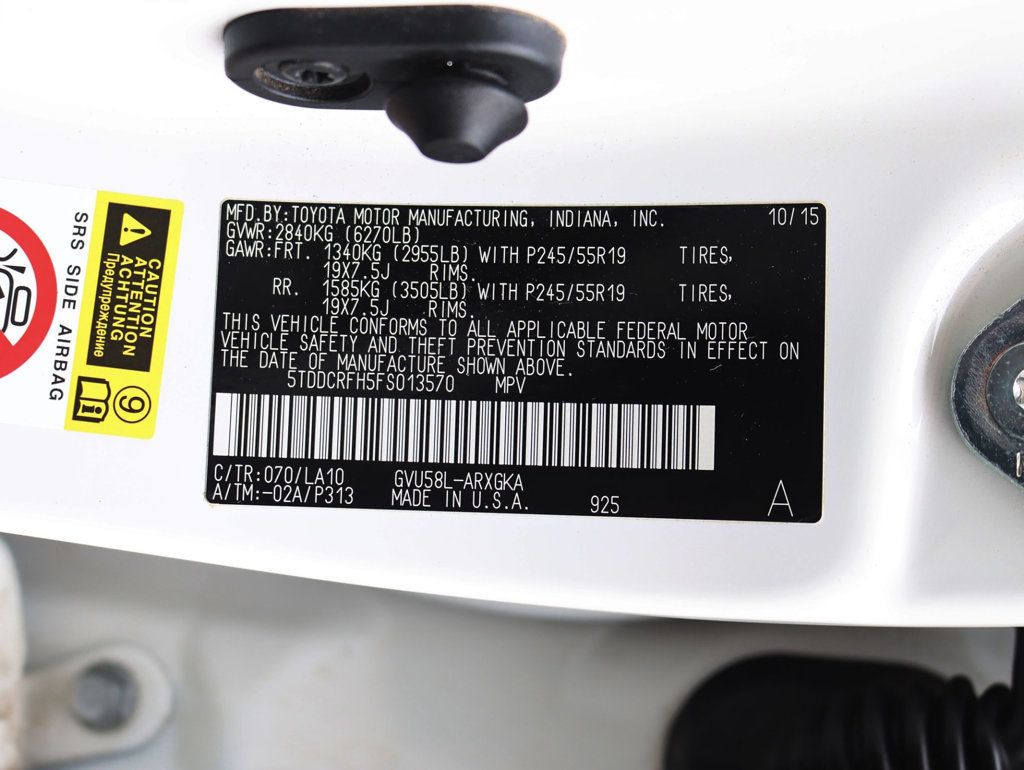 MFD.BY:TOYOTA MOTOR MANUFACTURING, INDIANA, INC. 10/15
GVWR:2840KG (6270LB)
GAWR:FRT. 1340KG (2955LB) WITH P245/55R19 TIRES,
19X7.5J RIMS.
RR. 1585KG (3505LB) WITH P245/55R19 TIRES,
19X7.5J RIMS.
THIS VEHICLE CONFORMS TO ALL APPLICABLE FEDERAL MOTOR
VEHICLE SAFETY AND THEFT PREVENTION STANDARDS IN EFFECT ON
THE DATE OF MANUFACTURE SHOWN ABOVE.
5TDDCRFH5FS013570 MPV
C/TR:070/LA10 GVU58L-ARXGKA
A/TM:-02A/P313 MADE IN U.S.A. 925 A
CAUTION
ATTENTION
ACHTUNG
Предупреждение
9
SRS SIDE AIRBAG